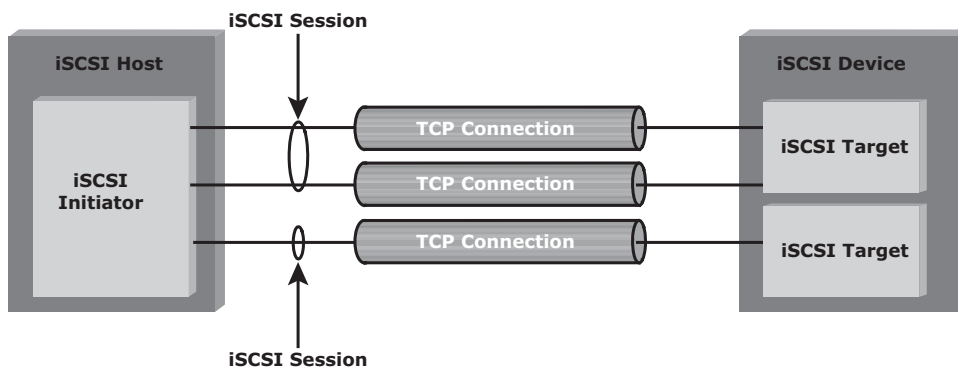 iSCSI Session
iSCSI Host
iSCSI Device
TCP Connection
iSCSI Target
iSCSI
Initiator
TCP Connection
TCP Connection
iSCSI Target
iSCSI Session